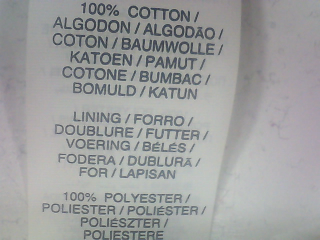 100% COTTON /
ALGODON / ALGODÃO /
COTON / BAUMWOLLE /
KATOEN / PAMUT /
COTONE / BUMBAC /
BOMULD / KATUN
LINING / FORRO /
DOUBLURE / FUTTER /
VOERING / BÉLÉS /
FODERA / DUBLURĂ /
FOR / LAPISAN
100% POLYESTER /
POLIESTER / POLIÉSTER /
POLIÉSZTER /
POLIESTERE